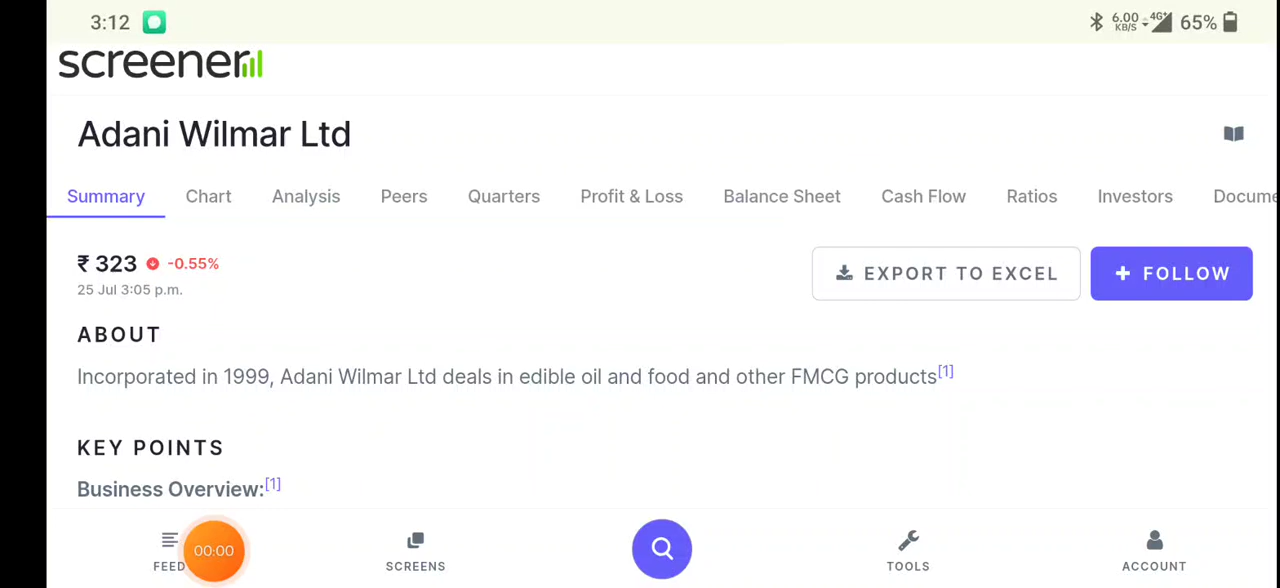 3:12 6.00 KB/S 4G+ 65%
screener
Adani Wilmar Ltd
Summary Chart Analysis Peers Quarters Profit & Loss Balance Sheet Cash Flow Ratios Investors Docume
₹ 323 -0.55%
25 Jul 3:05 p.m.
EXPORT TO EXCEL + FOLLOW
ABOUT
Incorporated in 1999, Adani Wilmar Ltd deals in edible oil and food and other FMCG products[1]
KEY POINTS
Business Overview:[1]
00:00
FEED SCREENS TOOLS ACCOUNT